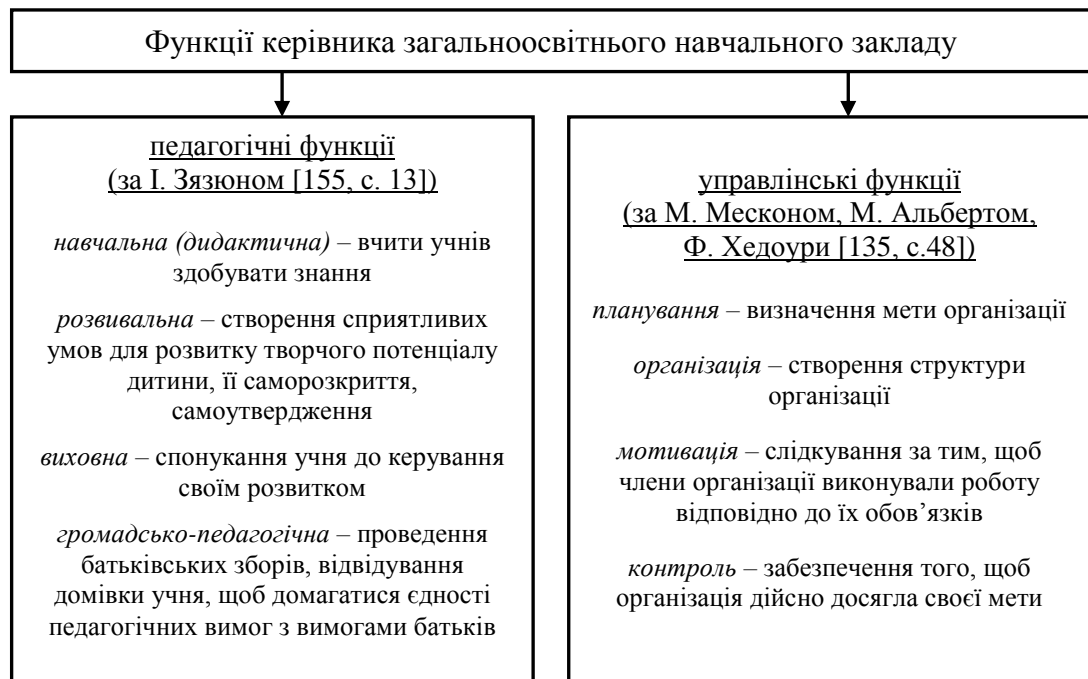 Функції керівника загальноосвітнього навчального закладу
педагогічні функції
(за І. Зязюном [155, с. 13])
навчальна (дидактична) – вчити учнів
здобувати знання
розвивальна – створення сприятливих
умов для розвитку творчого потенціалу
дитини, її саморозкриття,
самоутвердження
виховна – спонукання учня до керування
своїм розвитком
громадсько-педагогічна – проведення
батьківських зборів, відвідування
домівки учня, щоб домагатися єдності
педагогічних вимог з вимогами батьків
управлінські функції
(за М. Месконом, М. Альбертом,
Ф. Хедоури [135, с.48])
планування – визначення мети організації
організація – створення структури
організації
мотивація – слідкування за тим, щоб
члени організації виконували роботу
відповідно до їх обов’язків
контроль – забезпечення того, щоб
організація дійсно досягла своєї мети